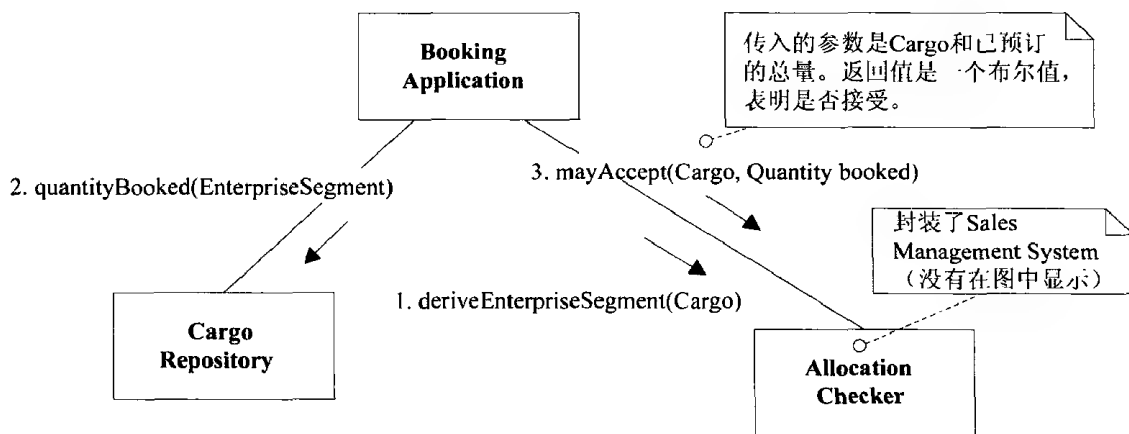 Booking
Application
传入的参数是Cargo和已预订
的总量。返回值是一个布尔值，
表明是否接受。
2. quantityBooked(EnterpriseSegment)
3. mayAccept(Cargo, Quantity booked)
封装了Sales
Management System
（没有在图中显示）
1. deriveEnterpriseSegment(Cargo)
Cargo
Repository
Allocation
Checker